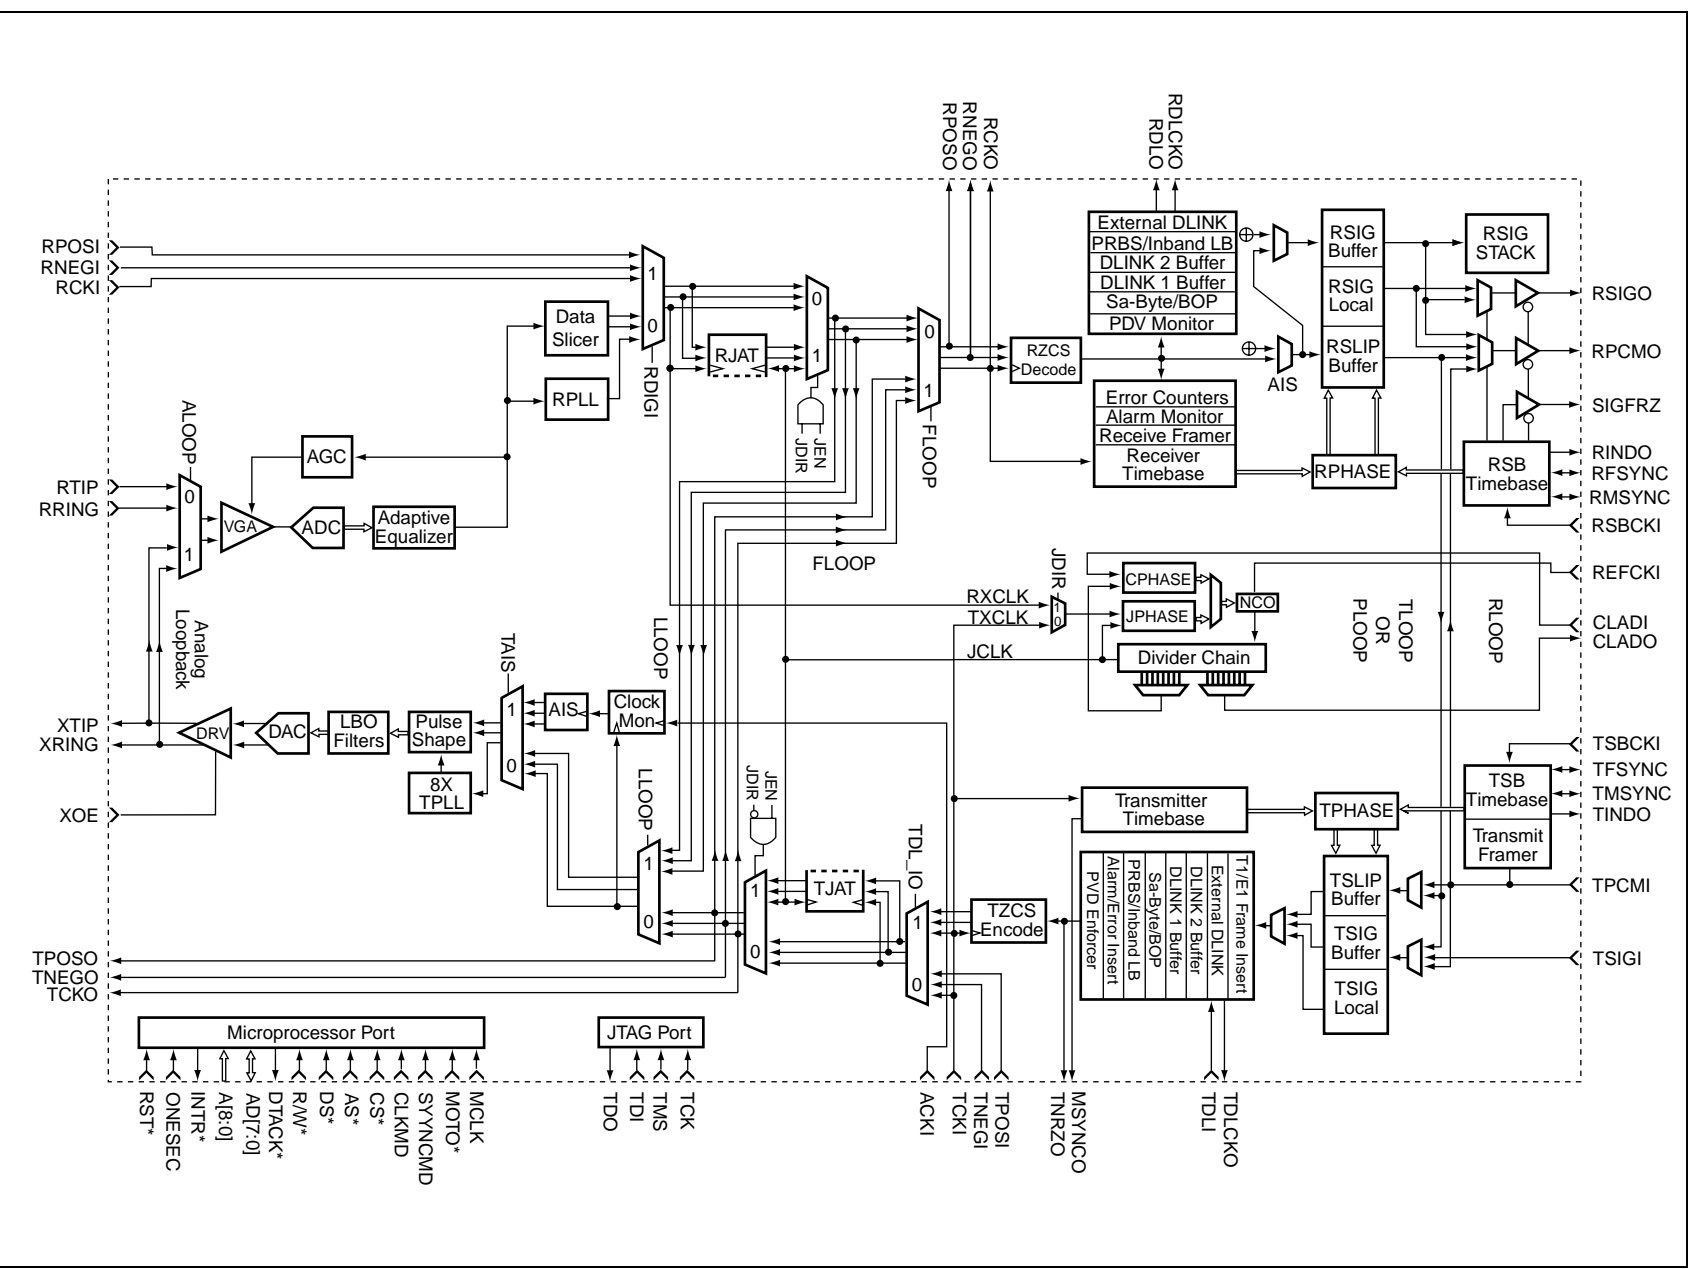 RDLCKO
RDLO
RCKO
RNEGO
RPOSO
RPOSI
RNEGI
RCKI
1
0
RDIGI
Data
Slicer
RPLL
RJAT
0
1
JEN
JDIR
0
1
FLOOP
RZCS
Decode
External DLINK
PRBS/Inband LB
DLINK 2 Buffer
DLINK 1 Buffer
Sa-Byte/BOP
PDV Monitor
Error Counters
Alarm Monitor
Receive Framer
Receiver
Timebase
AIS
RSIG
Buffer
RSIG
Local
RSLIP
Buffer
RSIG
STACK
RPHASE
RSB
Timebase
RSIGO
RPCMO
SIGFRZ
RINDO
RFSYNC
RMSYNC
RSBCKI
REFCKI
CLADI
CLADO
ALOOP
RTIP
RRING
0
1
VGA
AGC
ADC
Adaptive
Equalizer
FLOOP
JDIR
1
0
RXCLK
TXCLK
JCLK
CPHASE
JPHASE
NCO
Divider Chain
TLOOP
OR
PLOOP
RLOOP
Analog
Loopback
LLOOP
TAIS
XTIP
XRING
XOE
DRV
DAC
LBO
Filters
Pulse
Shape
8X
TPLL
1
0
AIS
Clock
Mon
LLOOP
1
0
JEN
JDIR
1
0
TJAT
TDL_IO
1
0
TZCS
Encode
Transmitter
Timebase
T1/E1 Frame Insert
External DLINK
DLINK 2 Buffer
DLINK 1 Buffer
Sa-Byte/BOP
PRBS/Inband LB
Alarm/Error Insert
PVD Enforcer
TPHASE
TSLIP
Buffer
TSIG
Buffer
TSIG
Local
TSB
Timebase
Transmit
Framer
TSBCKI
TFSYNC
TMSYNC
TINDO
TPCMI
TSIGI
TPOSO
TNEGO
TCKO
Microprocessor Port
RST*
ONESEC
INTR*
A[8:0]
AD[7:0]
DTACK*
R/W*
DS*
AS*
CS*
CLKMD
SYYNCMD
MOTO*
MCLK
JTAG Port
TDO
TDI
TMS
TCK
ACKI
TCKI
TNEGI
TPOSI
TNRZO
MSYNCO
TDLI
TDLCKO